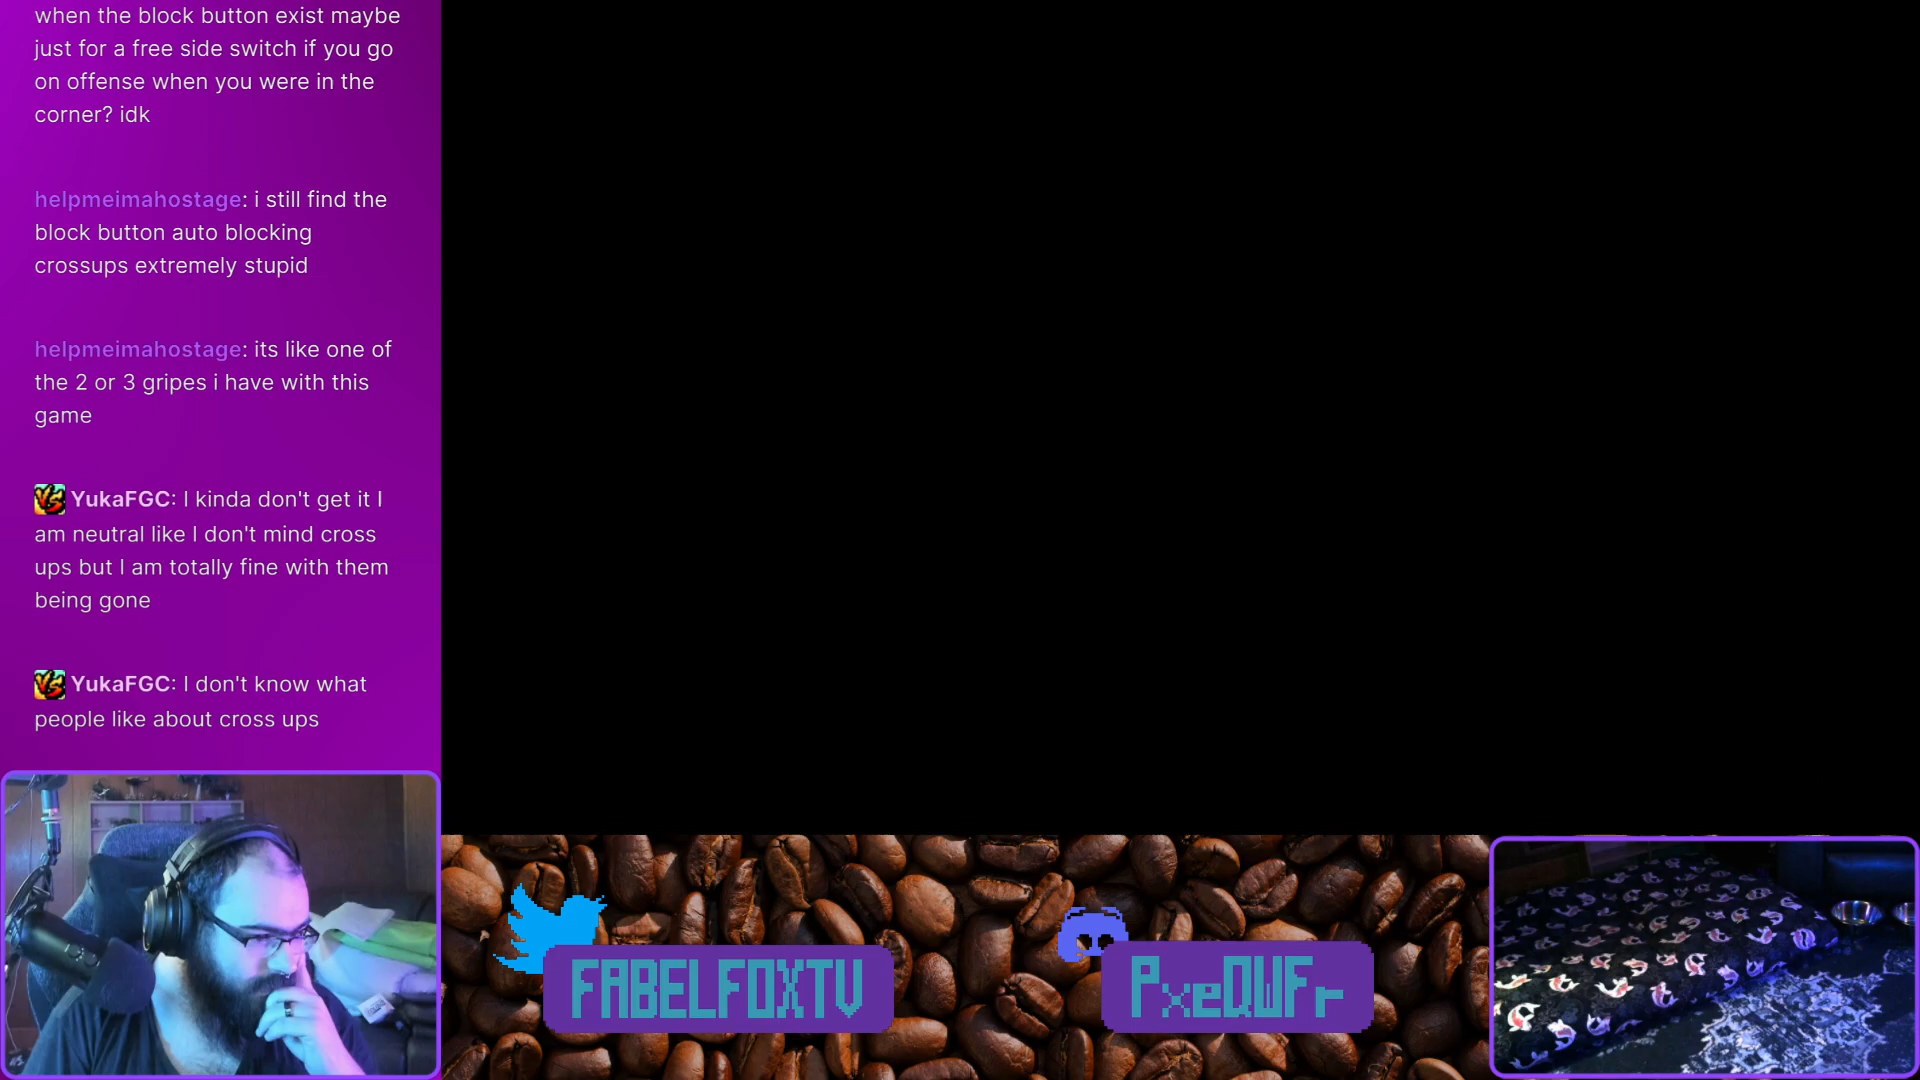 when the block button exist maybe
just for a free side switch if you go
on offense when you were in the
corner? idk
helpmeimahostage: i still find the
block button auto blocking
crossups extremely stupid
helpmeimahostage: its like one of
the 2 or 3 gripes i have with this
game
VS YukaFGC: I kinda don't get it I
am neutral like I don't mind cross
ups but I am totally fine with them
being gone
VS YukaFGC: I don't know what
people like about cross ups
FABELFOXTV
PxeQWFr